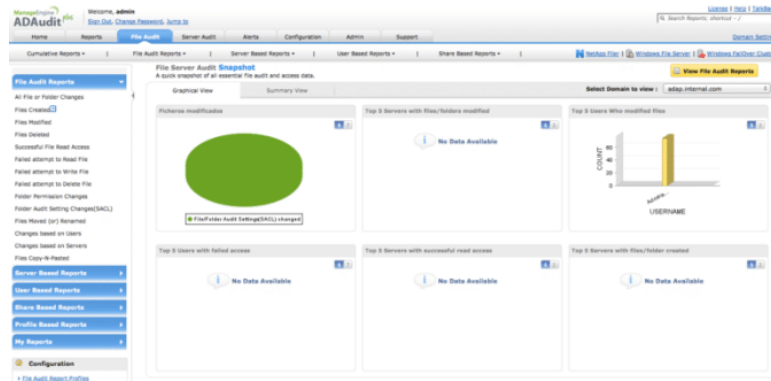 ManageEngine
ADAudit plus
Welcome, admin
Sign Out, Change Password, Jump to
License | Help | Talkba
Search Reports, shortcut - /
Home Reports File Audit Server Audit Alerts Configuration Admin Support
Domain Settin
Cumulative Reports | File Audit Reports | Server Based Reports | User Based Reports | Share Based Reports
NetApp Filer | Windows File Server | Windows FailOver Clust
File Server Audit Snapshot
A quick snapshot of all essential file audit and access data.
View File Audit Reports
Graphical View Summary View
Select Domain to view : adap.internal.com
File Audit Reports
All File or Folder Changes
Files Created
Files Modified
Files Deleted
Successful File Read Access
Failed attempt to Read File
Failed attempt to Write File
Failed attempt to Delete File
Folder Permission Changes
Folder Audit Setting Changes(SACL)
Files Moved (or) Renamed
Changes based on Users
Changes based on Servers
Files Copy-N-Pasted
Server Based Reports
User Based Reports
Share Based Reports
Profile Based Reports
My Reports
Configuration
File Audit Report Profiles
Ficheros modificados
File/Folder Audit Settings(SACL) changed
Top 5 Servers with files/folders modified
No Data Available
Top 5 Users Who modified files
COUNT
60
40
20
0
USERNAME
Top 5 Users with failed access
No Data Available
Top 5 Servers with successful read access
No Data Available
Top 5 Servers with files/folder created
No Data Available